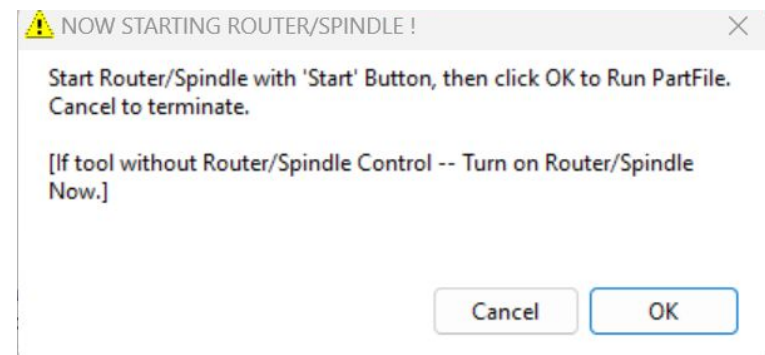 NOW STARTING ROUTER/SPINDLE !
Start Router/Spindle with 'Start' Button, then click OK to Run PartFile.
Cancel to terminate.
[If tool without Router/Spindle Control -- Turn on Router/Spindle
Now.]
Cancel
OK